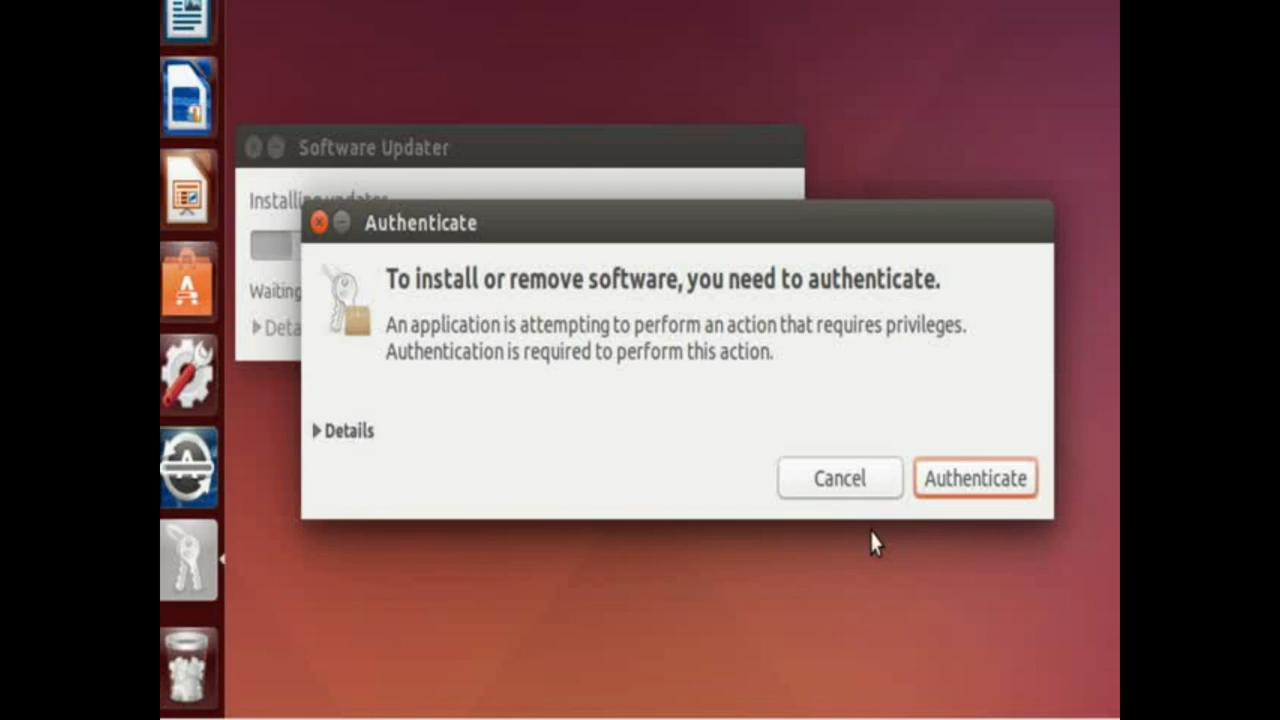 Software Updater
Installing updates
Waiting
Deta
Authenticate
To install or remove software, you need to authenticate.
An application is attempting to perform an action that requires privileges.
Authentication is required to perform this action.
Details
Cancel
Authenticate